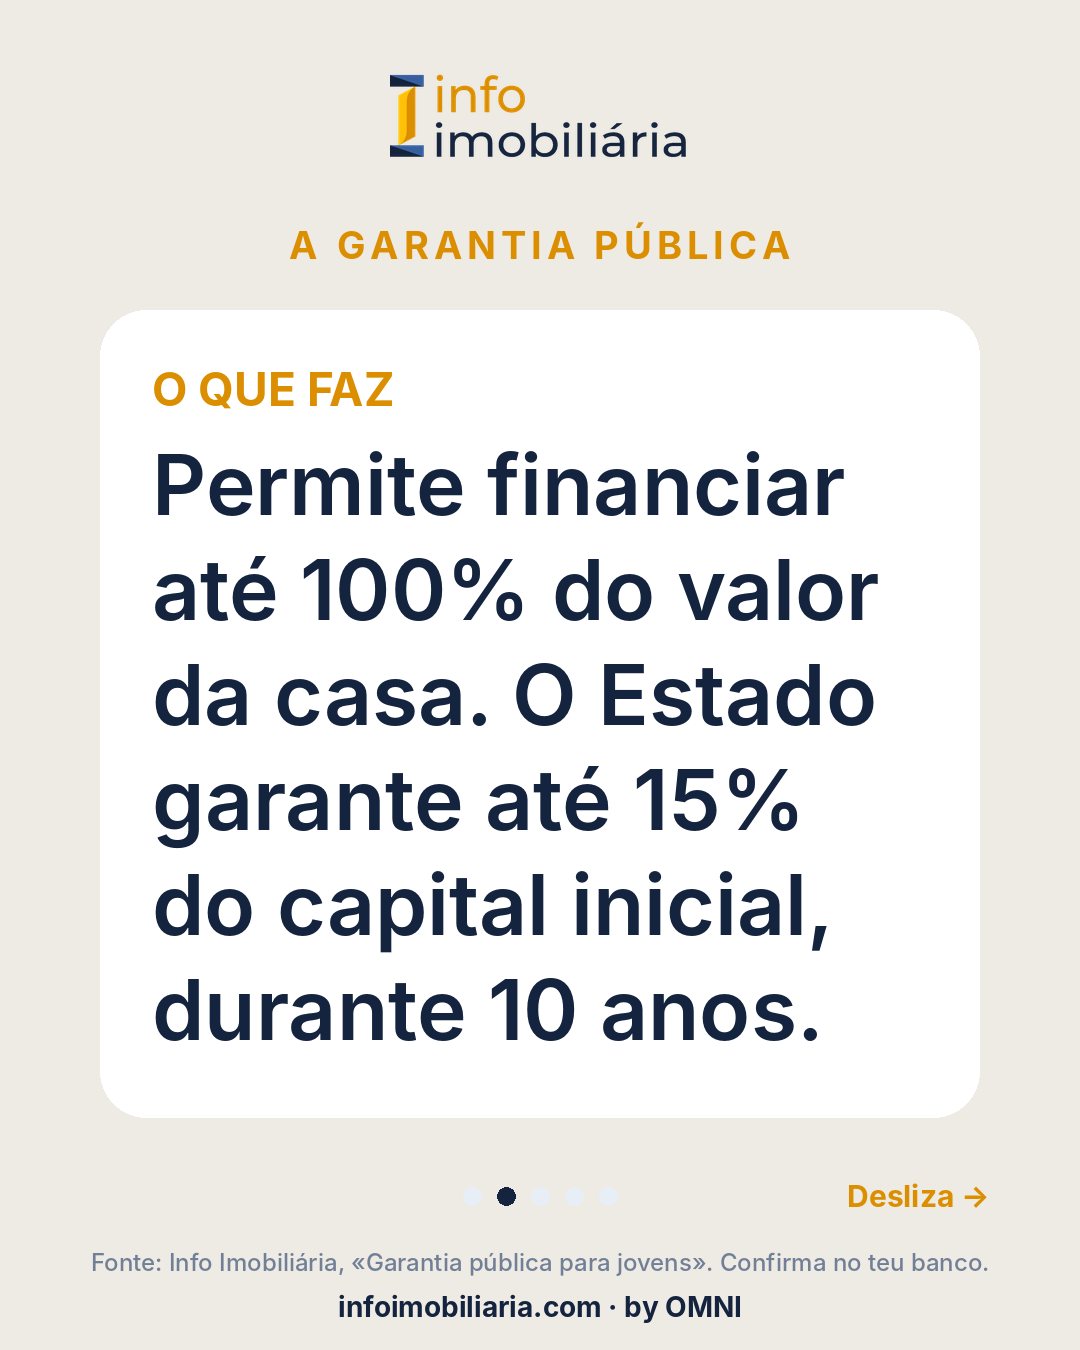 info
imobiliária
A GARANTIA PÚBLICA
O QUE FAZ
Permite financiar
até 100% do valor
da casa. O Estado
garante até 15%
do capital inicial,
durante 10 anos.
Desliza →
Fonte: Info Imobiliária, «Garantia pública para jovens». Confirma no teu banco.
infoimobiliaria.com · by OMNI